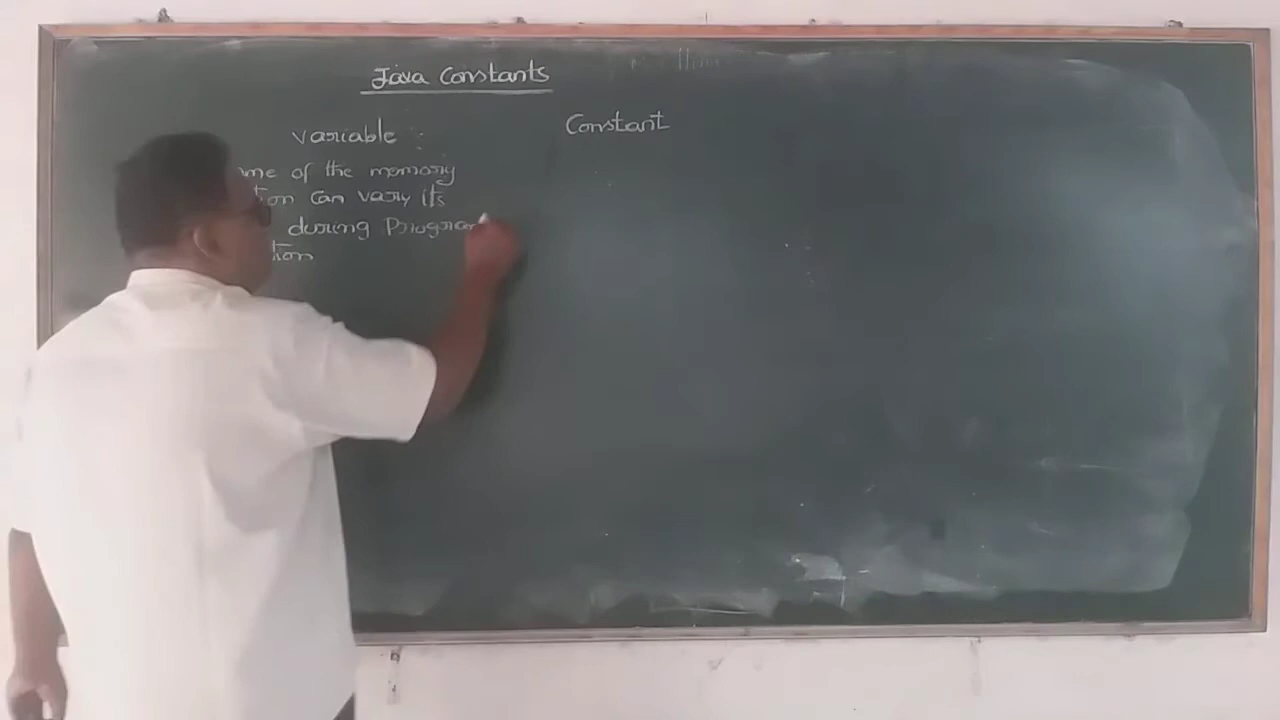 Java Constants
variable :
Constant
me of the memory
tion can vary its
during Program
tion